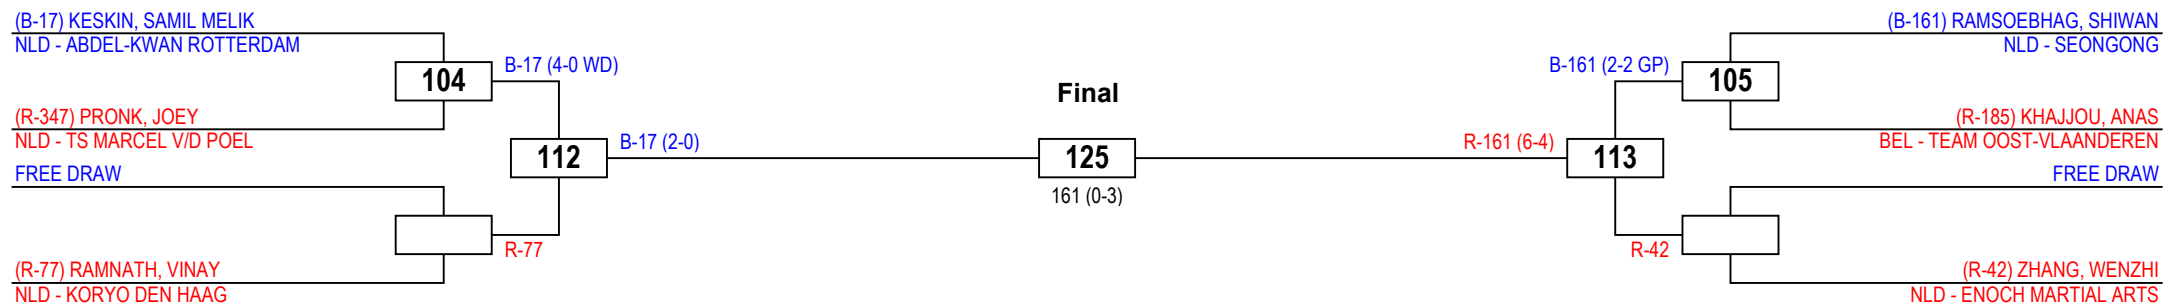 (B-17) KESKIN, SAMIL MELIK
NLD - ABDEL-KWAN ROTTERDAM
104
B-17 (4-0 WD)
(R-347) PRONK, JOEY
NLD - TS MARCEL V/D POEL
112
B-17 (2-0)
FREE DRAW
R-77
(R-77) RAMNATH, VINAY
NLD - KORYO DEN HAAG
Final
125
161 (0-3)
(B-161) RAMSOEBHAG, SHIWAN
NLD - SEONGONG
B-161 (2-2 GP)
105
(R-185) KHAJJOU, ANAS
BEL - TEAM OOST-VLAANDEREN
R-161 (6-4)
113
FREE DRAW
R-42
(R-42) ZHANG, WENZHI
NLD - ENOCH MARTIAL ARTS